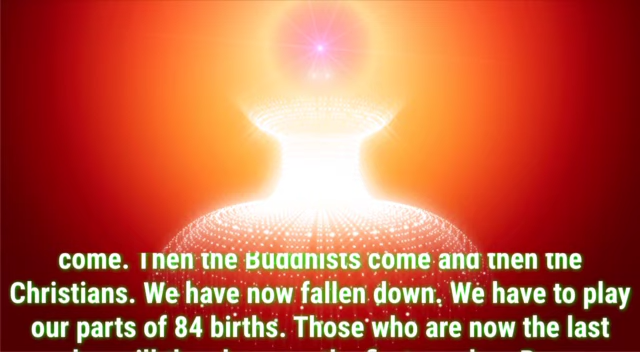 come. Then the Buddhists come and then the
Christians. We have now fallen down. We have to play
our parts of 84 births. Those who are now the last